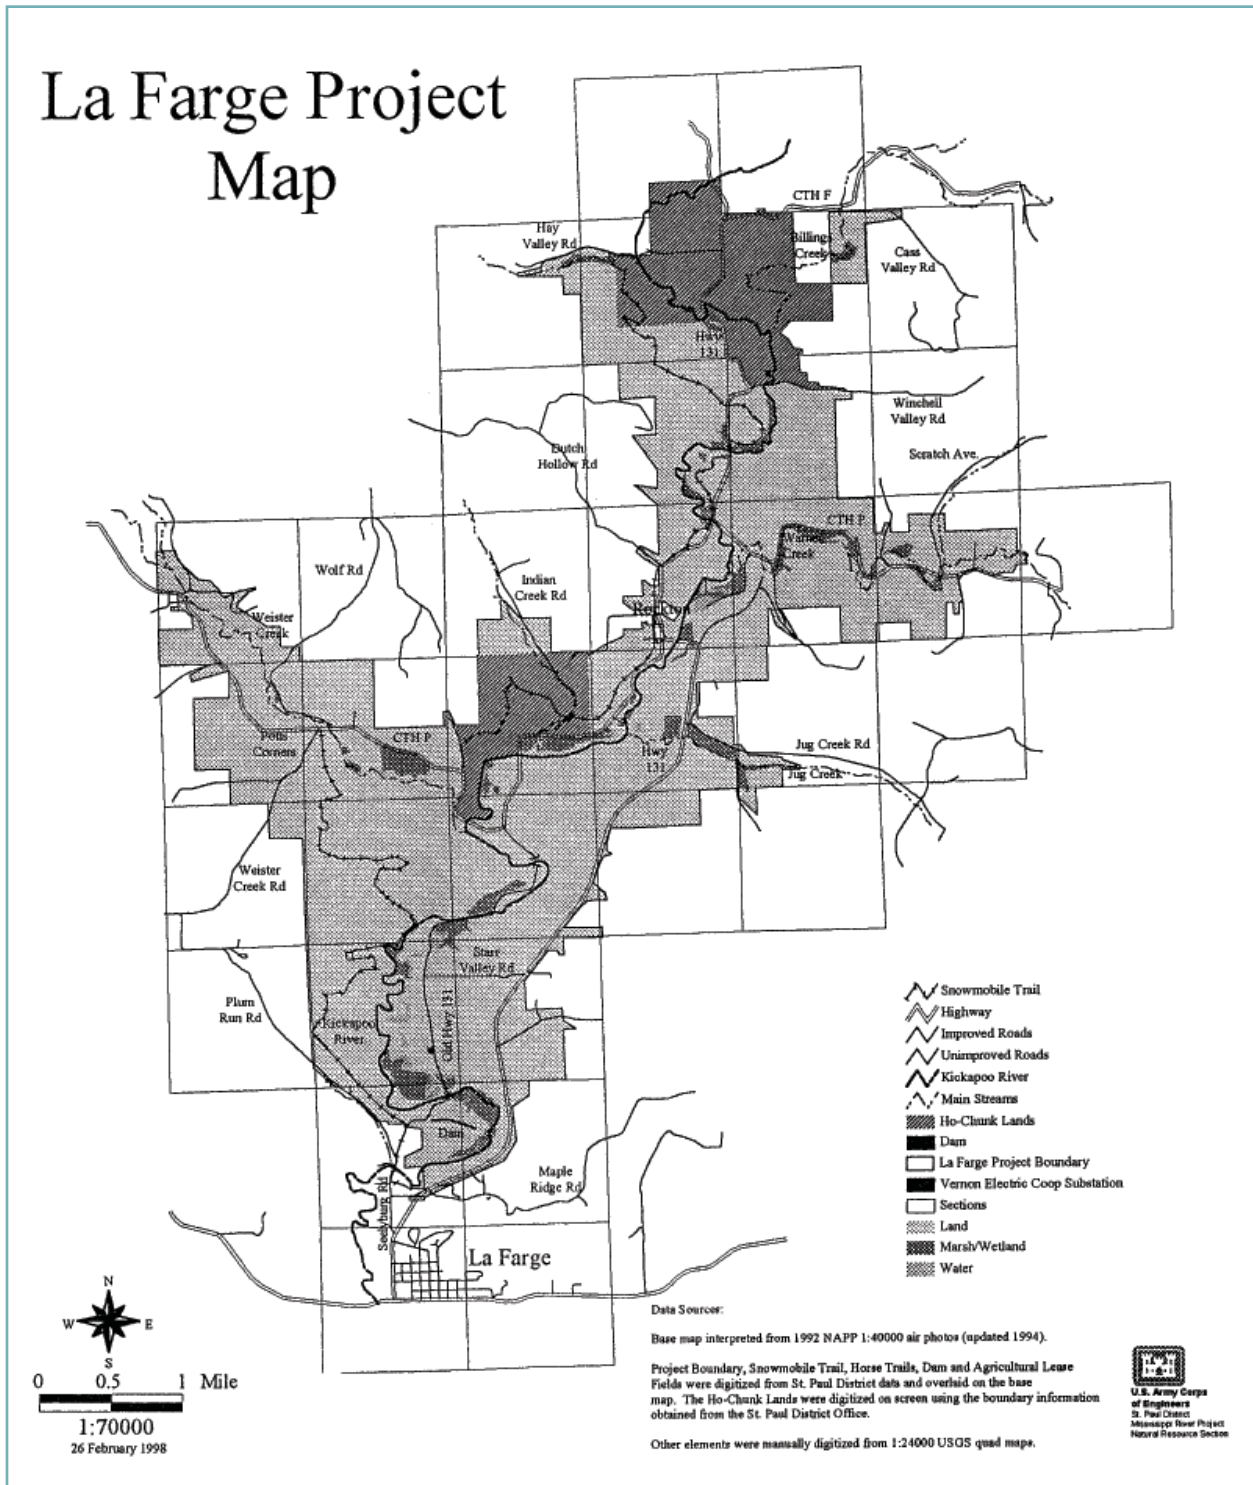 La Farge Project
Map
CTH F
Hay
Valley Rd
Billings
Creek
Cass
Valley Rd
Hwy
131
Winchell
Valley Rd
Dutch
Hollow Rd
Scratch Ave.
CTH P
Creek
Wolf Rd
Indian
Creek Rd
Rockton
Weister
Creek
Potts
Corners
CTH P
Hwy
131
Jug Creek Rd
Jug Creek
Weister
Creek Rd
Starr
Valley Rd
Plum
Run Rd
Kickapoo
River
Old Hwy 131
Dam
Maple
Ridge Rd
Seelyburg Rd
La Farge
Snowmobile Trail
Highway
Improved Roads
Unimproved Roads
Kickapoo River
Main Streams
Ho-Chunk Lands
Dam
La Farge Project Boundary
Vernon Electric Coop Substation
Sections
Land
Marsh/Wetland
Water
N
W E
S
0 0.5 1 Mile
1:70000
26 February 1998
Data Sources:
Base map interpreted from 1992 NAPP 1:40000 air photos (updated 1994).
Project Boundary, Snowmobile Trail, Horse Trails, Dam and Agricultural Lease
Fields were digitized from St. Paul District data and overlaid on the base
map. The Ho-Chunk Lands were digitized on screen using the boundary information
obtained from the St. Paul District Office.
Other elements were manually digitized from 1:24000 USGS quad maps.
U.S. Army Corps
of Engineers
St. Paul District
Mississippi River Project
Natural Resource Section